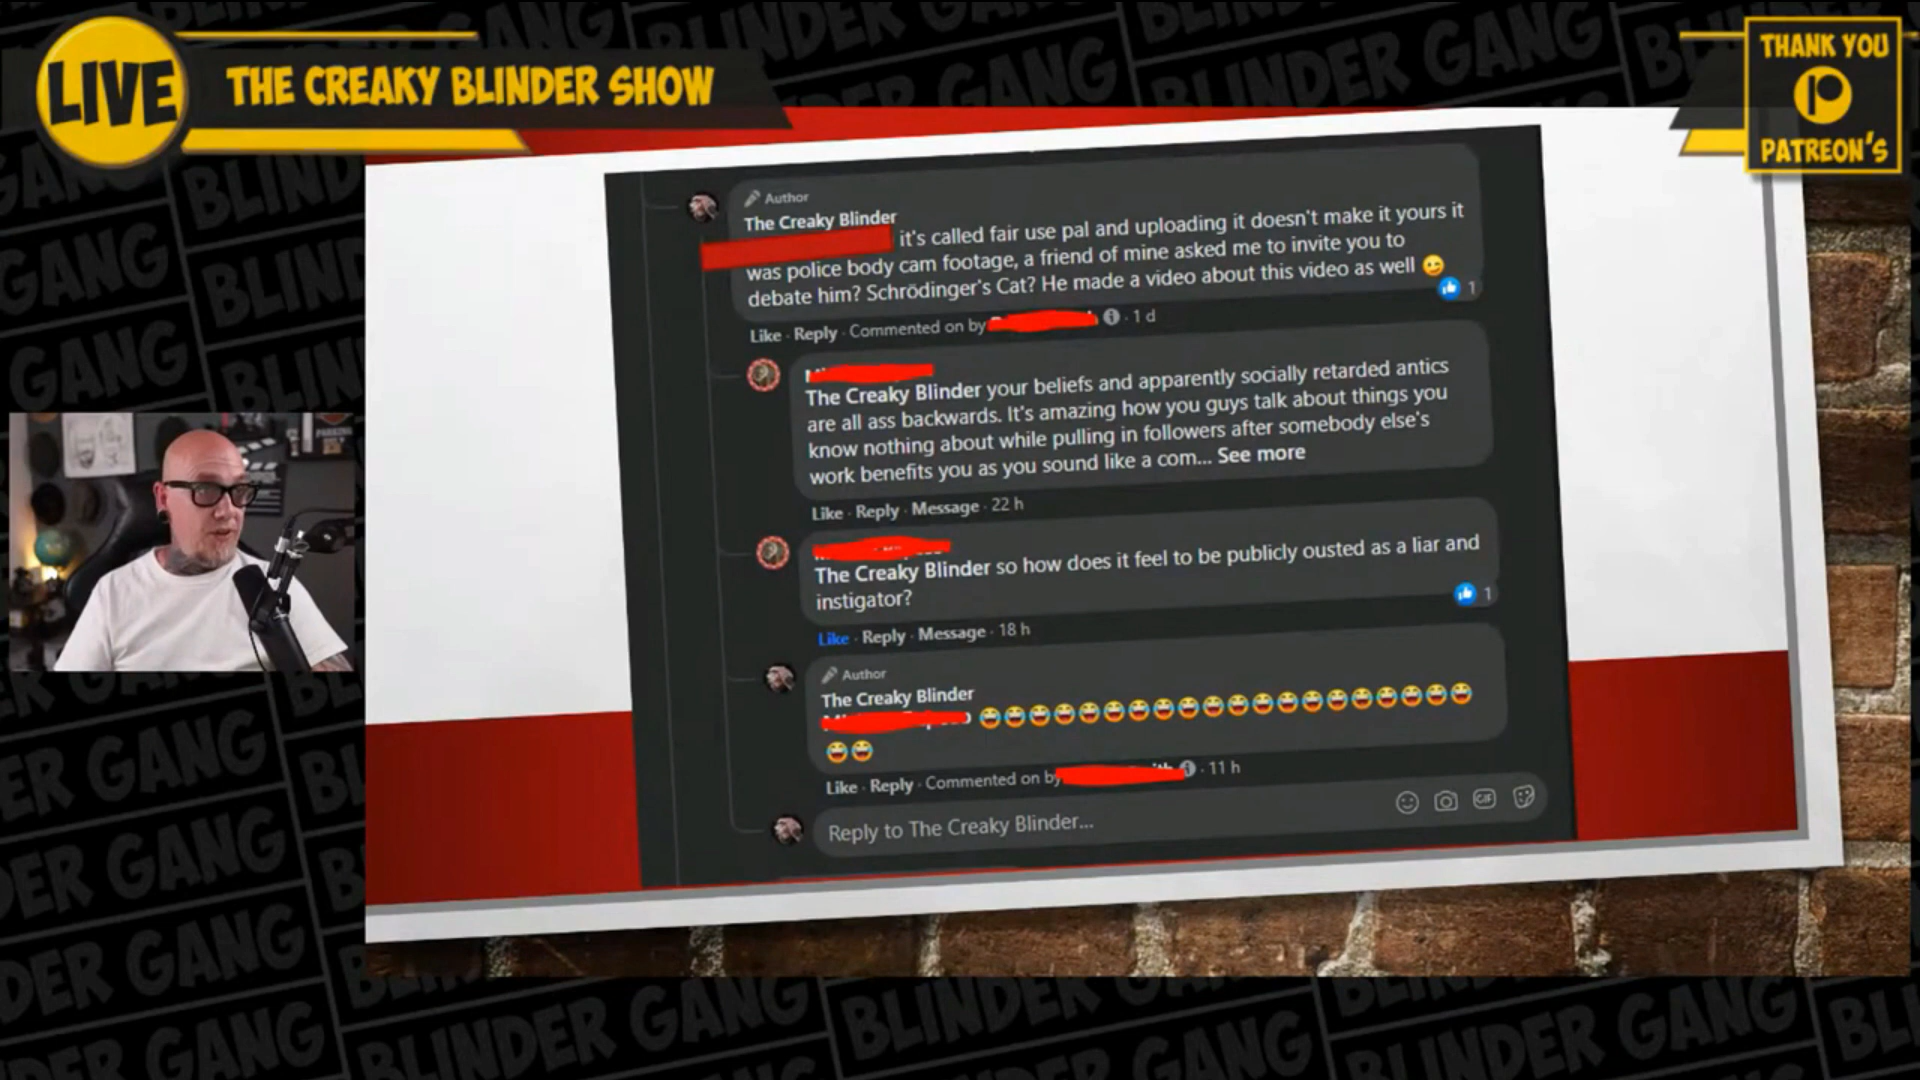 LIVE
THE CREAKY BLINDER SHOW
THANK YOU
PATREON'S
Author
The Creaky Blinder
it's called fair use pal and uploading it doesn't make it yours it
was police body cam footage, a friend of mine asked me to invite you to
debate him? Schrödinger's Cat? He made a video about this video as well 😉
1
Like · Reply · Commented on by · 1 d
The Creaky Blinder your beliefs and apparently socially retarded antics
are all ass backwards. It's amazing how you guys talk about things you
know nothing about while pulling in followers after somebody else's
work benefits you as you sound like a com... See more
Like · Reply · Message · 22 h
The Creaky Blinder so how does it feel to be publicly ousted as a liar and
instigator?
1
Like · Reply · Message · 18 h
Author
The Creaky Blinder
😂😂😂😂😂😂😂😂😂😂😂😂😂😂😂😂😂😂😂😂
😂😂
Like · Reply · Commented on by · 11 h
Reply to The Creaky Blinder...
GIF
BLINDER GANG